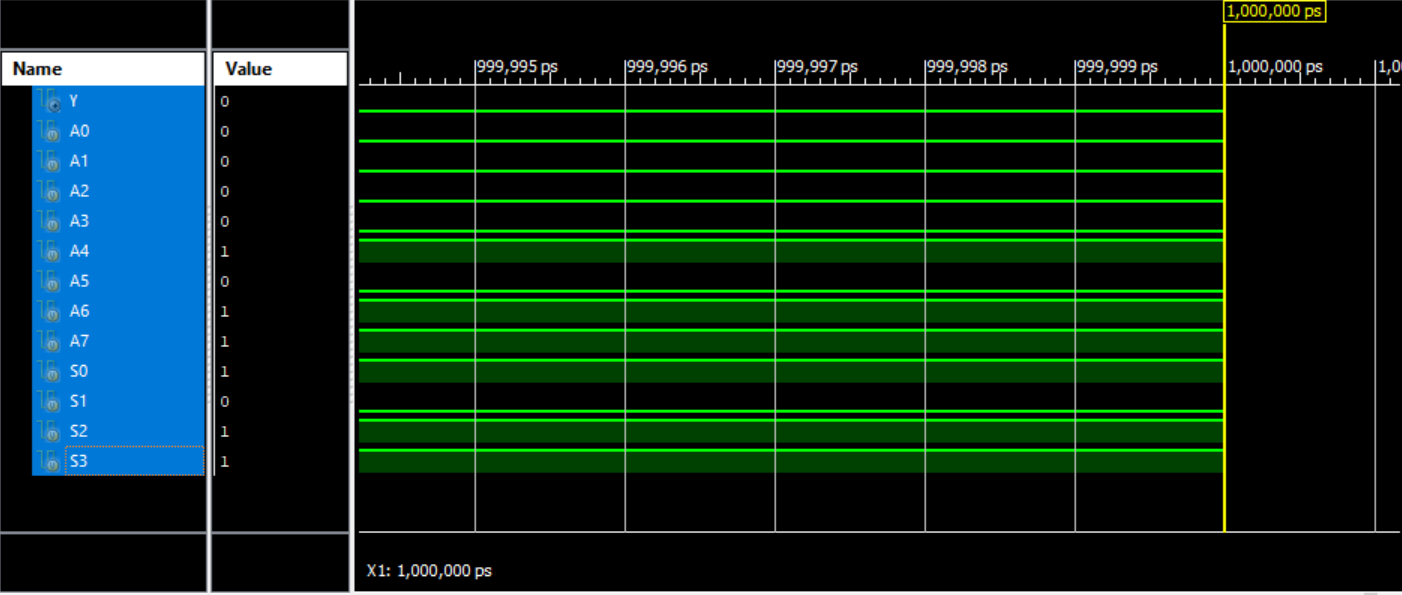 1,000,000 ps
Name Value
999,995 ps 999,996 ps 999,997 ps 999,998 ps 999,999 ps 1,000,000 ps 1,0
Y 0
A0 0
A1 0
A2 0
A3 0
A4 1
A5 0
A6 1
A7 1
S0 1
S1 0
S2 1
S3 1
X1: 1,000,000 ps